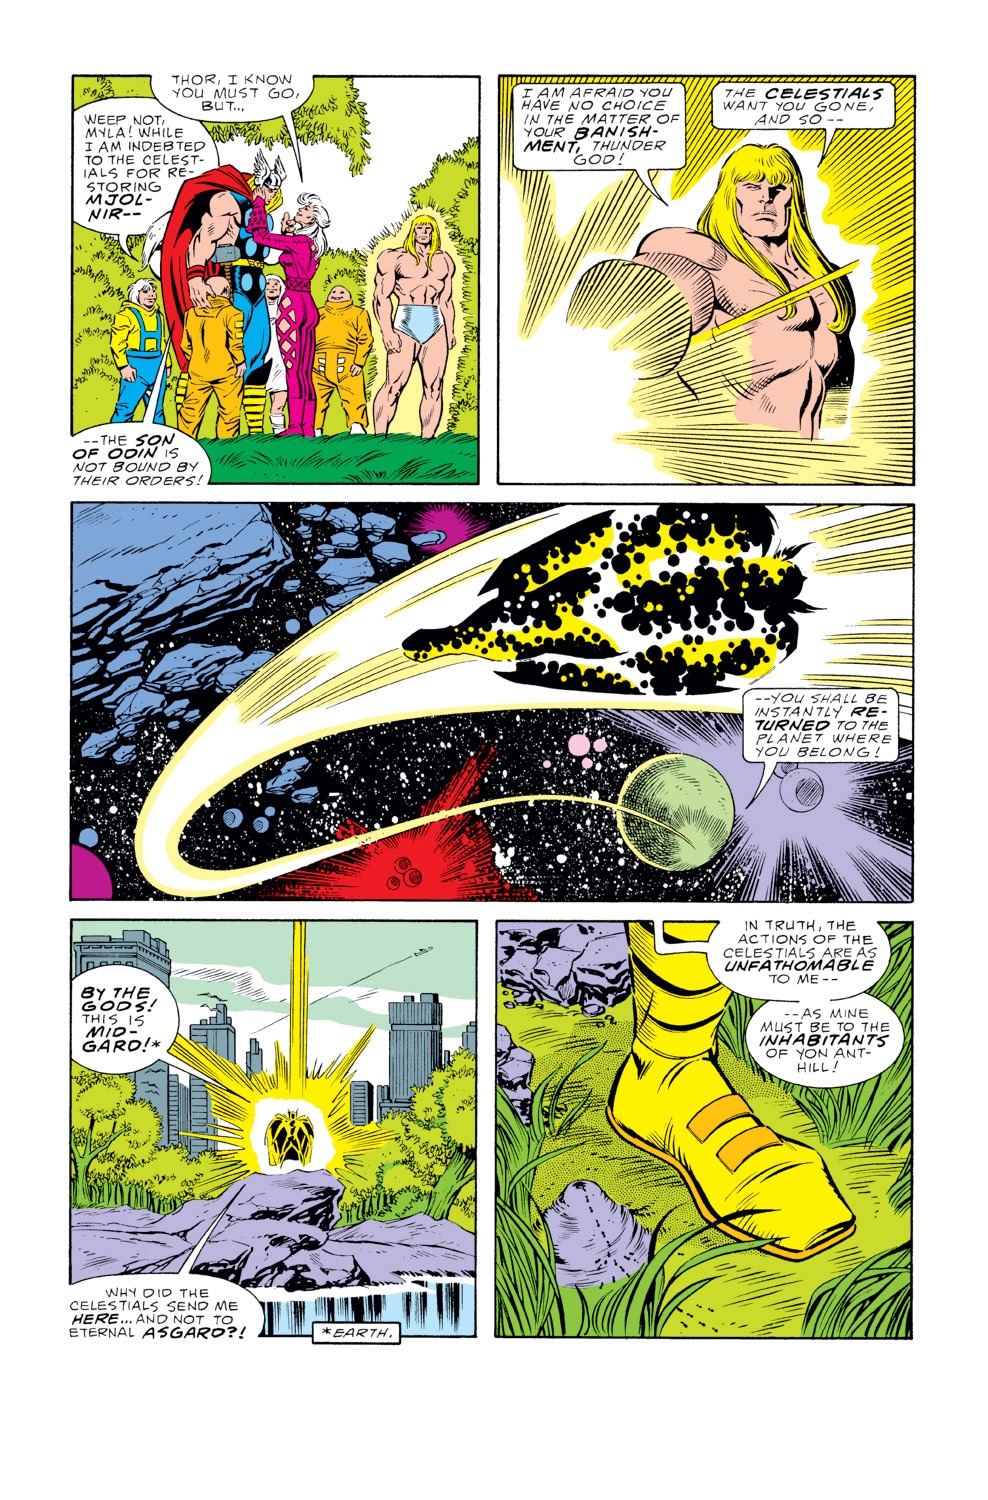 THOR, I KNOW
YOU MUST GO,
BUT...
WEEP NOT,
MYLA! WHILE
I AM INDEBTED
TO THE CELEST-
IALS FOR RE-
STORING
MJOL-
NIR--
--THE SON
OF ODIN IS
NOT BOUND BY
THEIR ORDERS!
I AM AFRAID YOU
HAVE NO CHOICE
IN THE MATTER OF
YOUR BANISH-
MENT, THUNDER
GOD!
THE CELESTIALS
WANT YOU GONE,
AND SO--
--YOU SHALL BE
INSTANTLY RE-
TURNED TO THE
PLANET WHERE
YOU BELONG!
BY THE
GODS!
THIS IS
MID-
GARD!*
WHY DID THE
CELESTIALS SEND ME
HERE...AND NOT TO
ETERNAL ASGARD?!
*EARTH.
IN TRUTH, THE
ACTIONS OF THE
CELESTIALS ARE AS
UNFATHOMABLE
TO ME--
--AS MINE
MUST BE TO THE
INHABITANTS
OF YON ANT-
HILL!